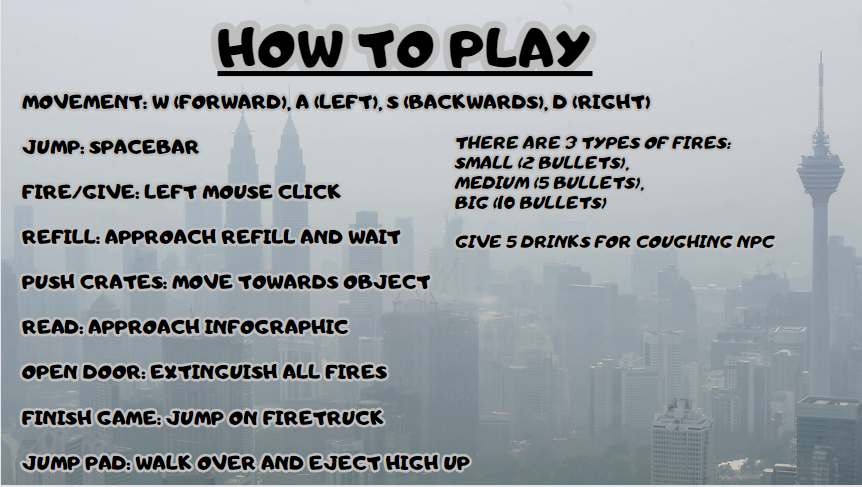 HOW TO PLAY
MOVEMENT: W (FORWARD), A (LEFT), S (BACKWARDS), D (RIGHT)
JUMP: SPACEBAR
FIRE/GIVE: LEFT MOUSE CLICK
REFILL: APPROACH REFILL AND WAIT
PUSH CRATES: MOVE TOWARDS OBJECT
READ: APPROACH INFOGRAPHIC
OPEN DOOR: EXTINGUISH ALL FIRES
FINISH GAME: JUMP ON FIRETRUCK
JUMP PAD: WALK OVER AND EJECT HIGH UP
THERE ARE 3 TYPES OF FIRES:
SMALL (2 BULLETS),
MEDIUM (5 BULLETS),
BIG (10 BULLETS)
GIVE 5 DRINKS FOR COUGHING NPC